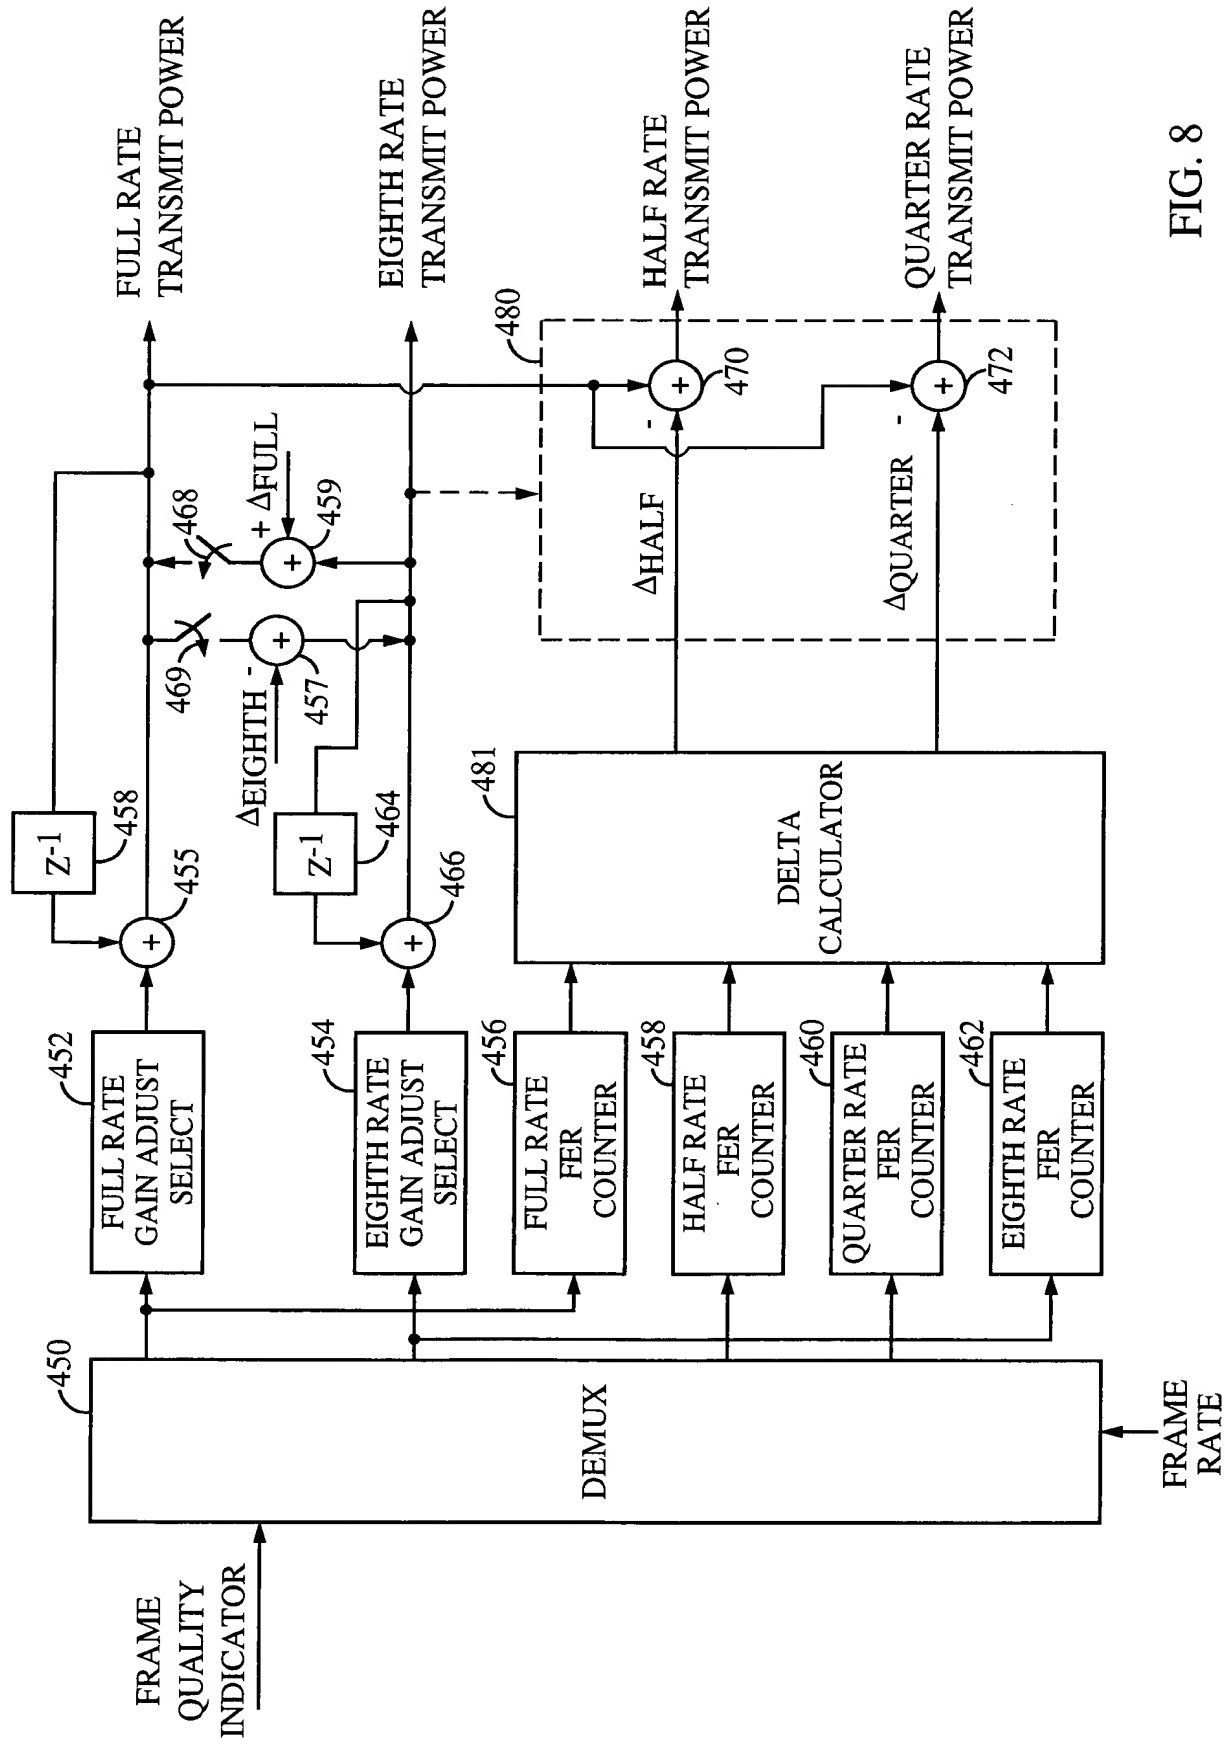 FRAME
QUALITY
INDICATOR
FRAME
RATE
450
DEMUX
452
FULL RATE
GAIN ADJUST
SELECT
454
EIGHTH RATE
GAIN ADJUST
SELECT
456
FULL RATE
FER
COUNTER
458
HALF RATE
FER
COUNTER
460
QUARTER RATE
FER
COUNTER
462
EIGHTH RATE
FER
COUNTER
455
+
Z-1
458
466
+
Z-1
464
481
DELTA
CALCULATOR
469
ΔEIGHTH -
+
457
468
+ ΔFULL
+
459
480
ΔHALF
-
+
470
ΔQUARTER
-
+
472
FULL RATE
TRANSMIT POWER
EIGHTH RATE
TRANSMIT POWER
HALF RATE
TRANSMIT POWER
QUARTER RATE
TRANSMIT POWER
FIG. 8